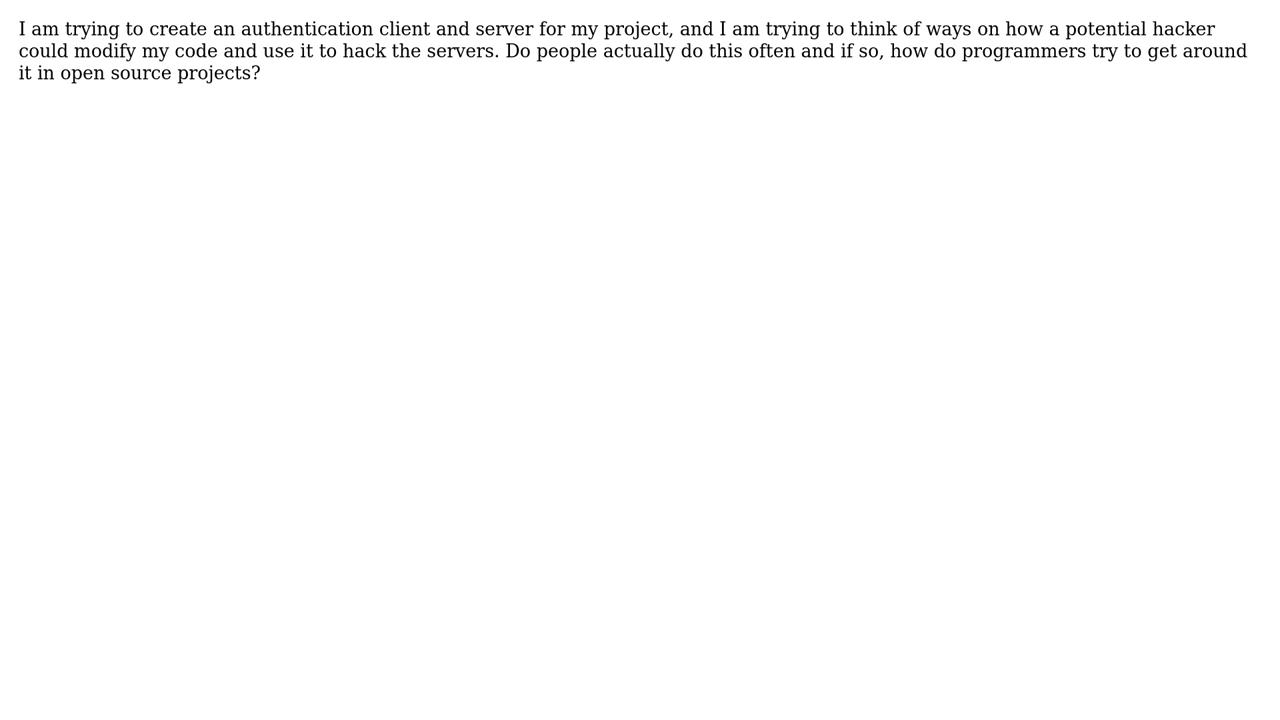 I am trying to create an authentication client and server for my project, and I am trying to think of ways on how a potential hacker
could modify my code and use it to hack the servers. Do people actually do this often and if so, how do programmers try to get around
it in open source projects?